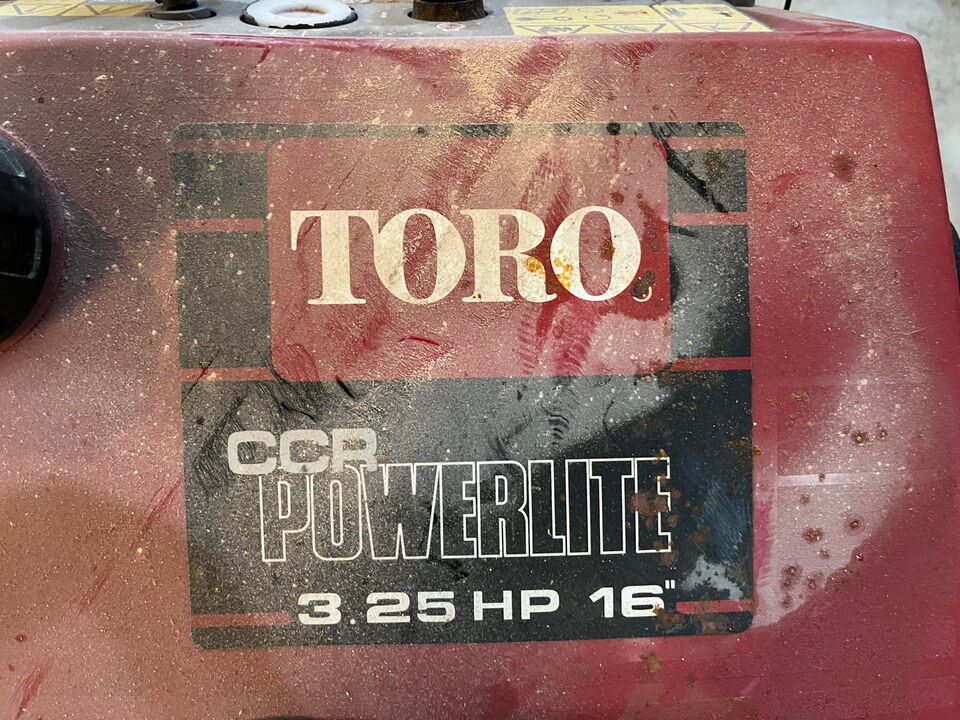 TORO
CCR
POWERLITE
3.25 HP 16"